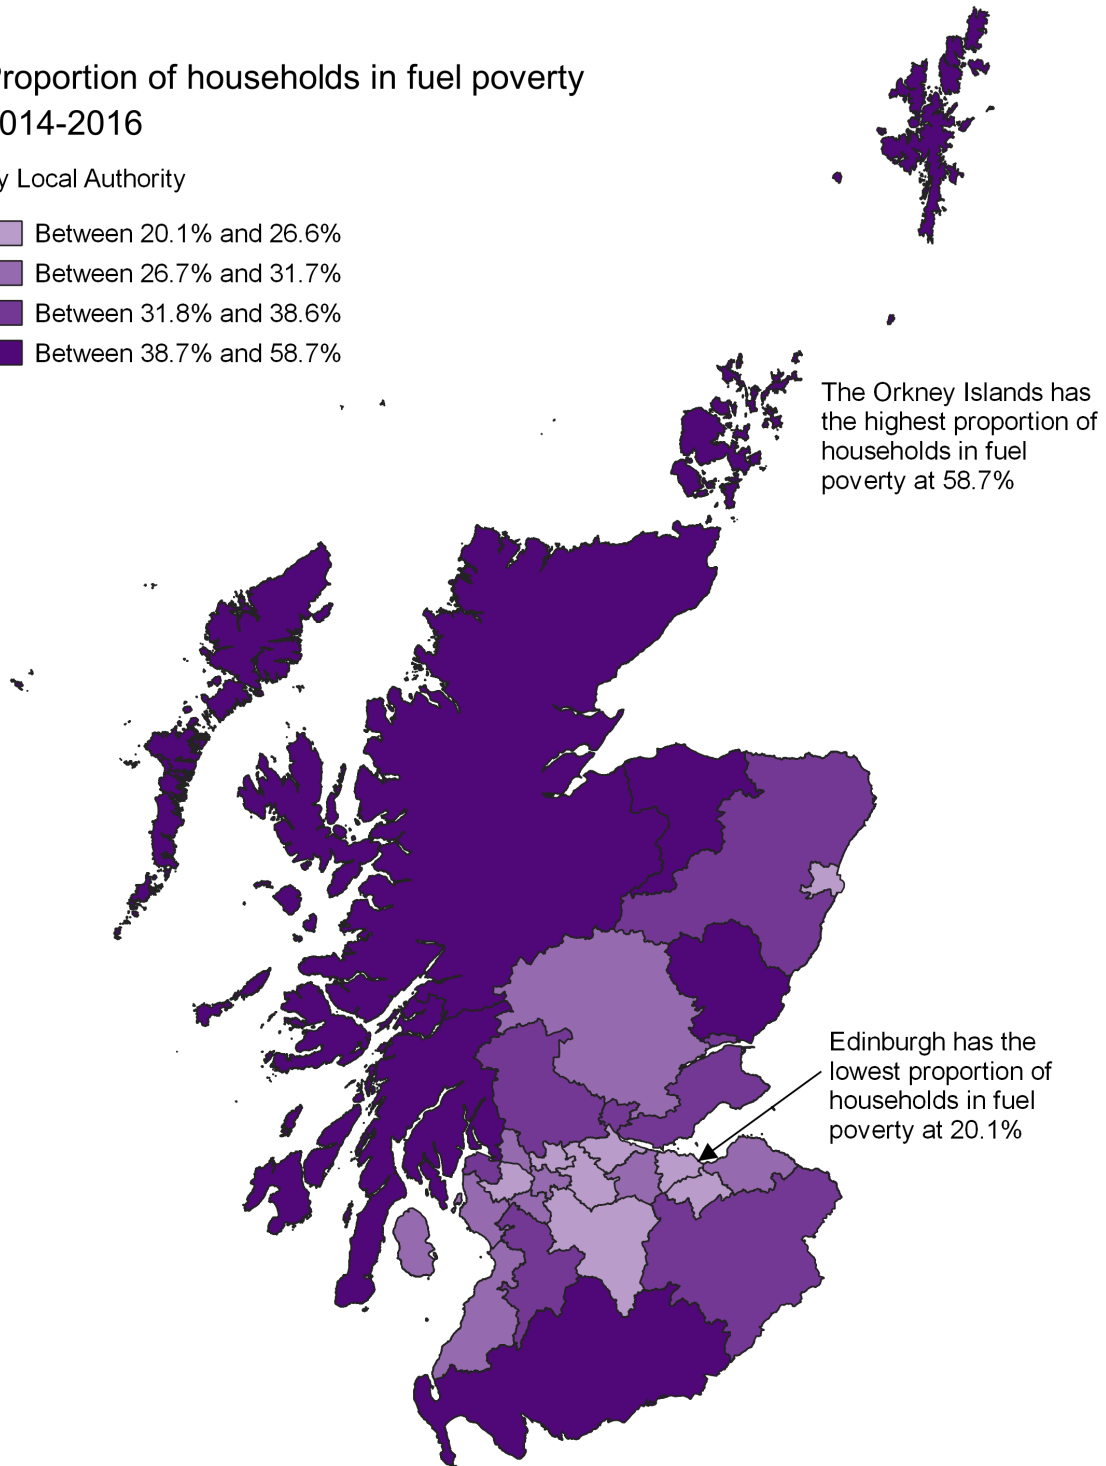 roportion of households in fuel poverty
014-2016
y Local Authority
Between 20.1% and 26.6%
Between 26.7% and 31.7%
Between 31.8% and 38.6%
Between 38.7% and 58.7%
The Orkney Islands has
the highest proportion of
households in fuel
poverty at 58.7%
Edinburgh has the
lowest proportion of
households in fuel
poverty at 20.1%